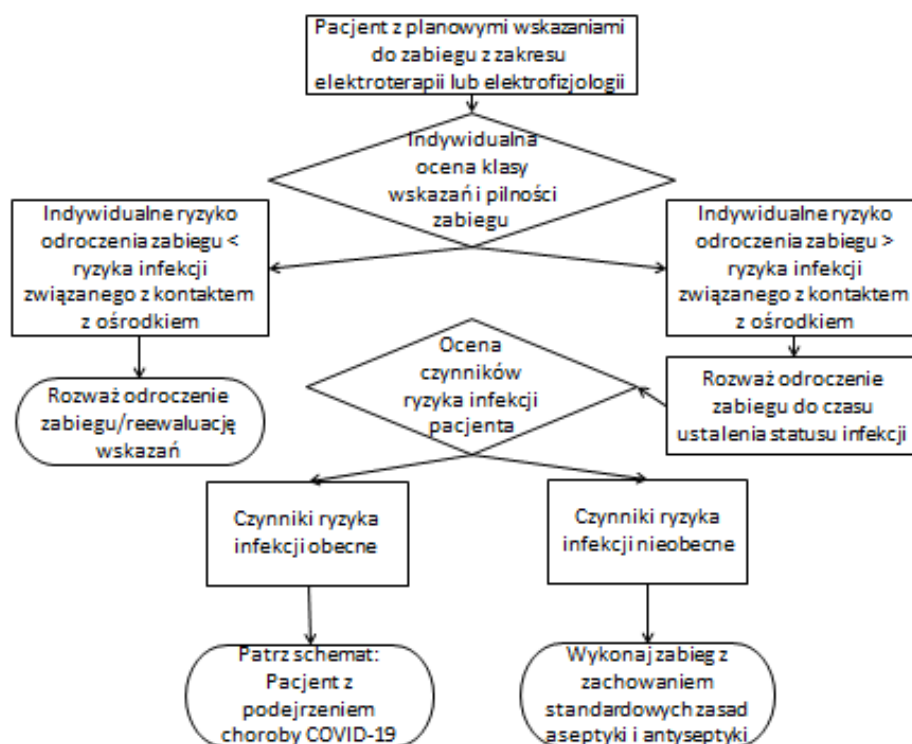 Pacjent z planowymi wskazaniami
do zabiegu z zakresu
elektroterapii lub elektrofizjologii
Indywidualna
ocena klasy
wskazań i pilności
zabiegu
Indywidualne ryzyko
odroczenia zabiegu <
ryzyka infekcji
związanego z kontaktem
z ośrodkiem
Indywidualne ryzyko
odroczenia zabiegu >
ryzyka infekcji
związanego z kontaktem
z ośrodkiem
Rozważ odroczenie
zabiegu/reewaluację
wskazań
Ocena
czynników
ryzyka infekcji
pacjenta
Rozważ odroczenie
zabiegu do czasu
ustalenia statusu infekcji
Czynniki ryzyka
infekcji obecne
Czynniki ryzyka
infekcji nieobecne
Patrz schemat:
Pacjent z
podejrzeniem
choroby COVID-19
Wykonaj zabieg z
zachowaniem
standardowych zasad
aseptyki i antyseptyki